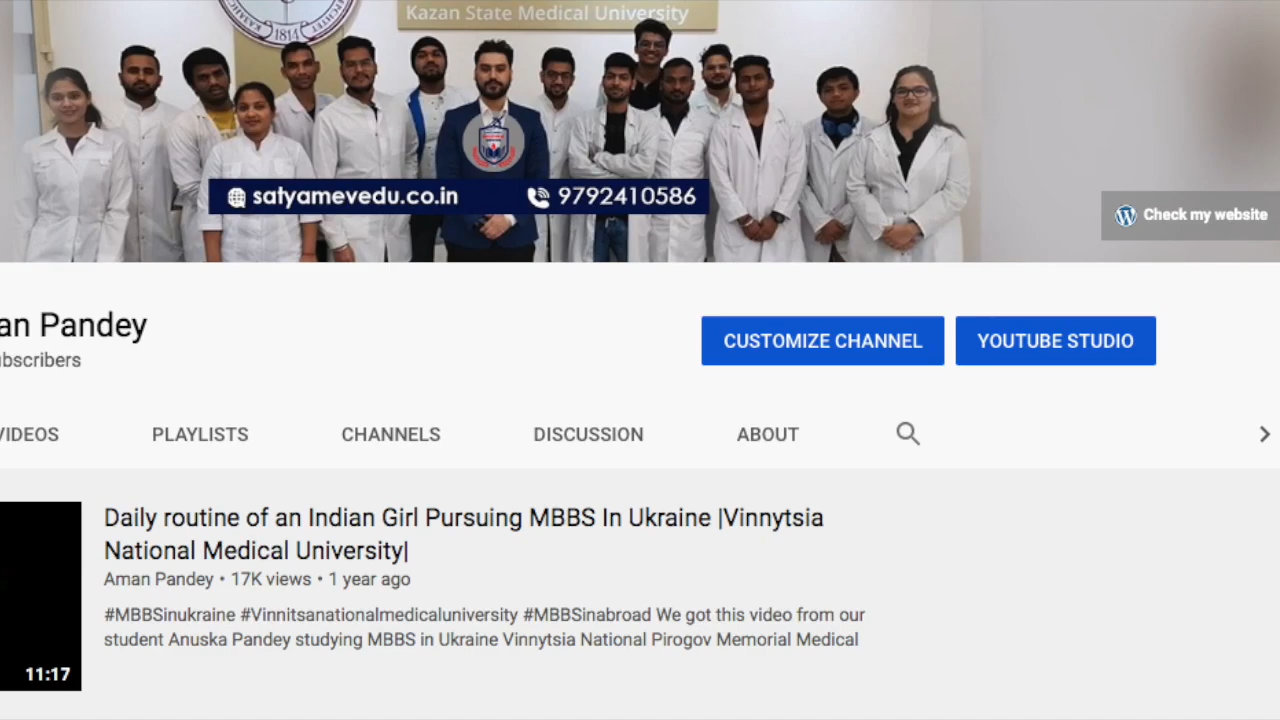 Kazan State Medical University
1814
satyamevedu.co.in
9792410586
Check my website
an Pandey
bscribers
CUSTOMIZE CHANNEL
YOUTUBE STUDIO
VIDEOS
PLAYLISTS
CHANNELS
DISCUSSION
ABOUT
Daily routine of an Indian Girl Pursuing MBBS In Ukraine |Vinnytsia
National Medical University|
Aman Pandey • 17K views • 1 year ago
#MBBSinukraine #Vinnitsanationalmedicaluniversity #MBBSinabroad We got this video from our
student Anuska Pandey studying MBBS in Ukraine Vinnytsia National Pirogov Memorial Medical
11:17